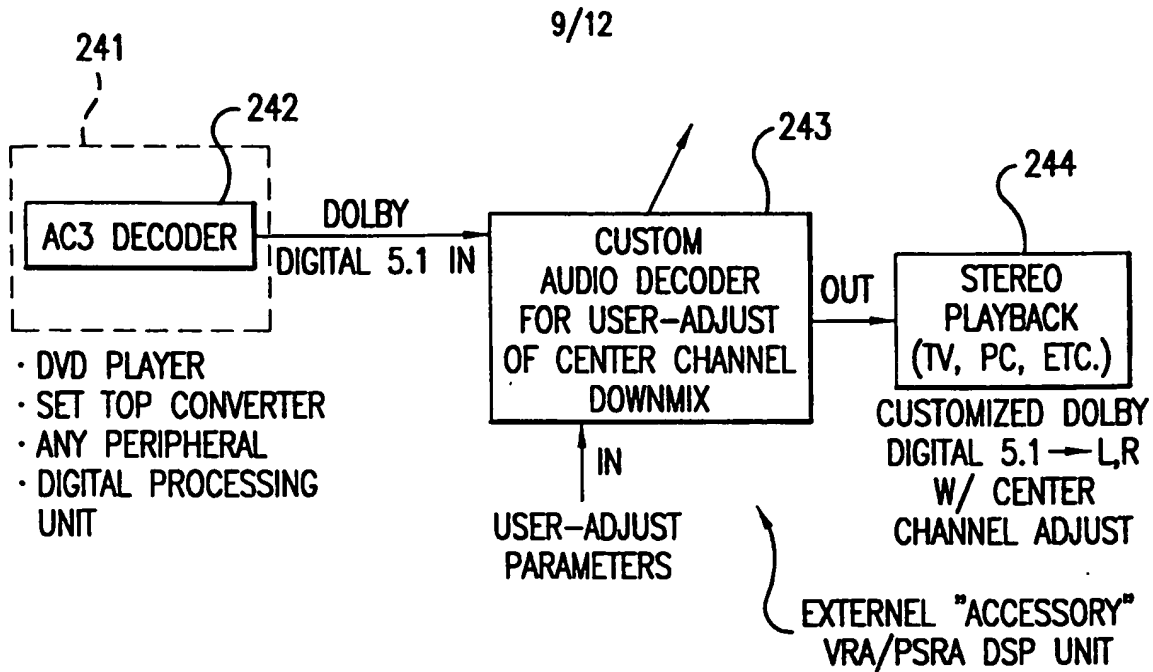 9/12
241
242
243
244
AC3 DECODER
DOLBY
DIGITAL 5.1 IN
CUSTOM
AUDIO DECODER
FOR USER-ADJUST
OF CENTER CHANNEL
DOWNMIX
OUT
STEREO
PLAYBACK
(TV, PC, ETC.)
· DVD PLAYER
· SET TOP CONVERTER
· ANY PERIPHERAL
· DIGITAL PROCESSING
UNIT
IN
USER-ADJUST
PARAMETERS
CUSTOMIZED DOLBY
DIGITAL 5.1 → L,R
W/ CENTER
CHANNEL ADJUST
EXTERNEL "ACCESSORY"
VRA/PSRA DSP UNIT